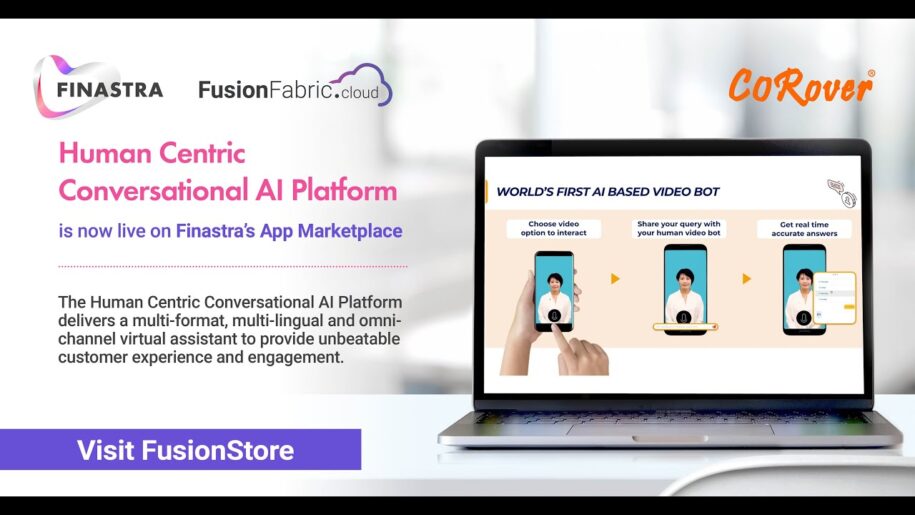 FINASTRA
FusionFabric.cloud
CoRover®
Human Centric
Conversational AI Platform
is now live on Finastra's App Marketplace
The Human Centric Conversational AI Platform
delivers a multi-format, multi-lingual and omni-
channel virtual assistant to provide unbeatable
customer experience and engagement.
Visit FusionStore
WORLD'S FIRST AI BASED VIDEO BOT
Choose video
option to interact
Share your query with
your human video bot
Get real time
accurate answers